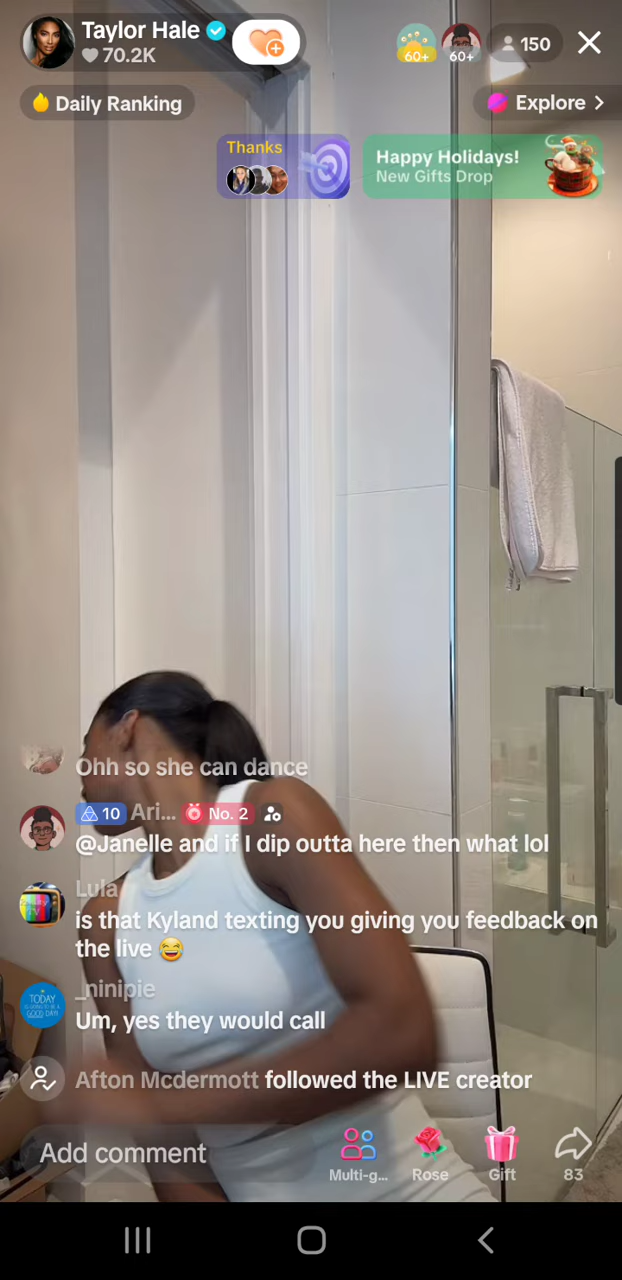 Taylor Hale
70.2K
60+
60+
150
Daily Ranking
Explore
Thanks
Happy Holidays!
New Gifts Drop
Ohh so she can dance
10 Ari... No. 2
@Janelle and if I dip outta here then what lol
Lula
is that Kyland texting you giving you feedback on
the live 😂
_ninipie
Um, yes they would call
Afton Mcdermott followed the LIVE creator
Add comment
Multi-g...
Rose
Gift
83